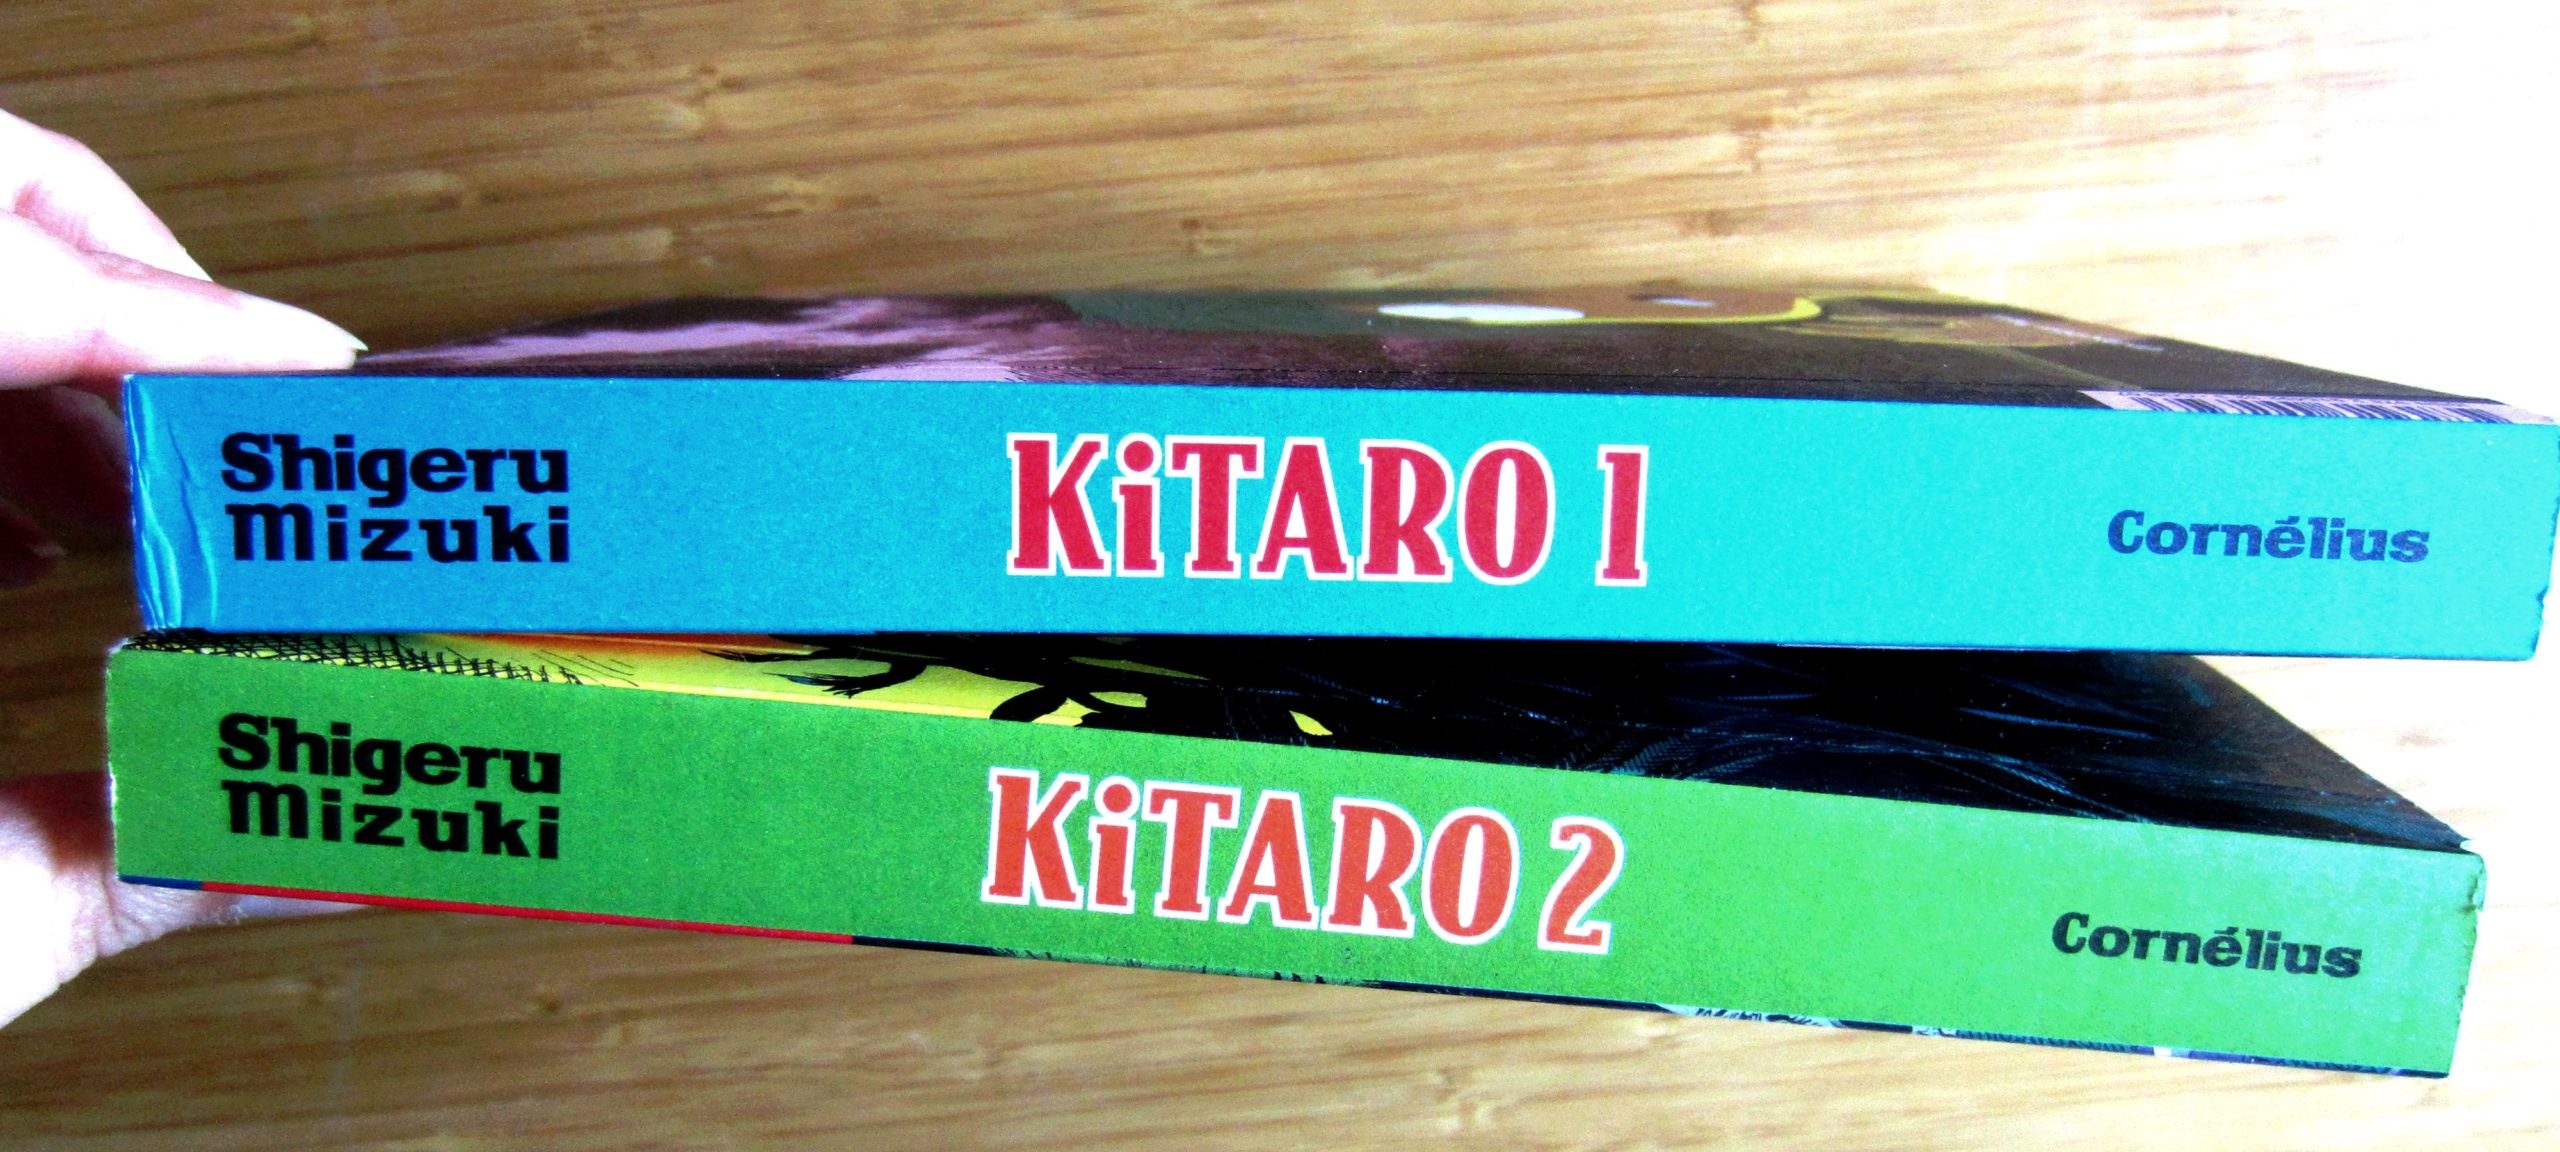 Shigeru
Mizuki
KiTARO 1
Cornélius
Shigeru
Mizuki
KiTARO 2
Cornélius